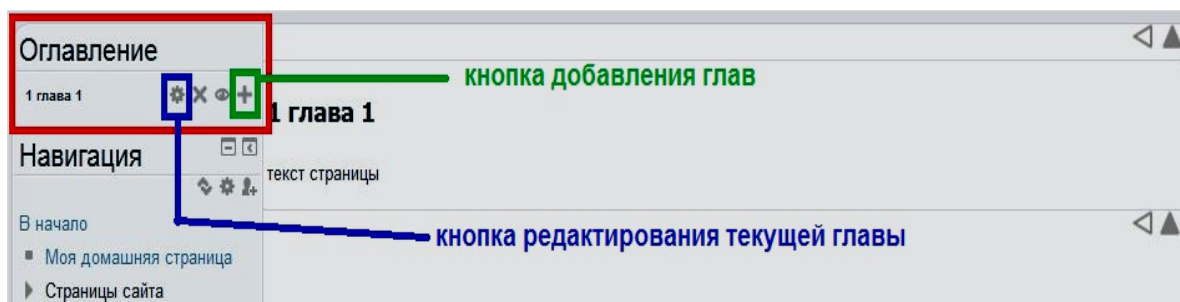 Оглавление
1 глава 1
кнопка добавления глав
1 глава 1
Навигация
текст страницы
В начало
кнопка редактирования текущей главы
Моя домашняя страница
Страницы сайта